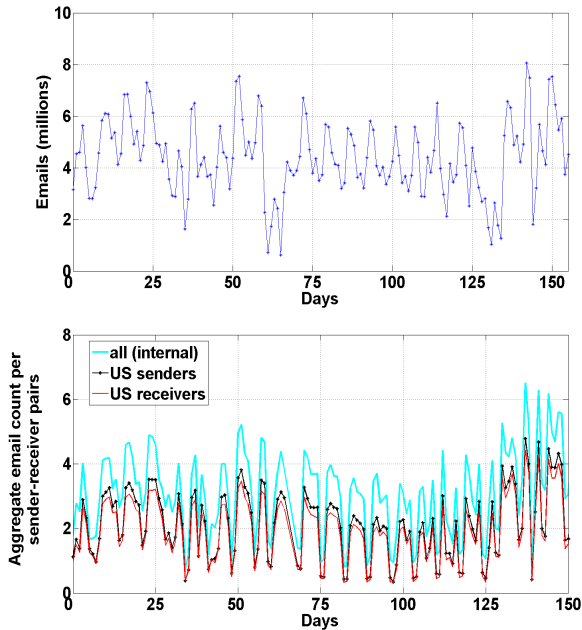 10
8
6
4
2
0
Emails (millions)
0 25 50 75 100 125 150
Days
8
6
4
2
0
Aggregate email count per
sender-receiver pairs
all (internal)
US senders
US receivers
0 25 50 75 100 125 150
Days